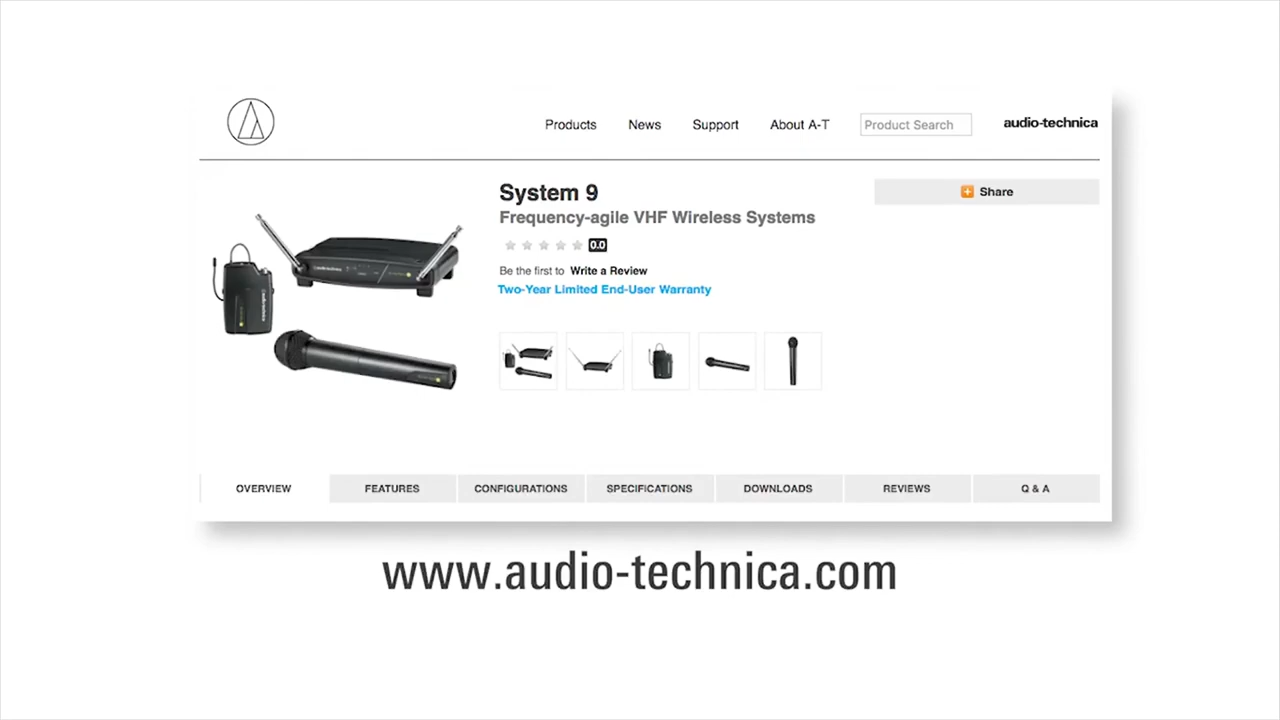 Products News Support About A-T Product Search audio-technica
System 9
Share
Frequency-agile VHF Wireless Systems
0.0
Be the first to Write a Review
Two-Year Limited End-User Warranty
OVERVIEW FEATURES CONFIGURATIONS SPECIFICATIONS DOWNLOADS REVIEWS Q & A
www.audio-technica.com